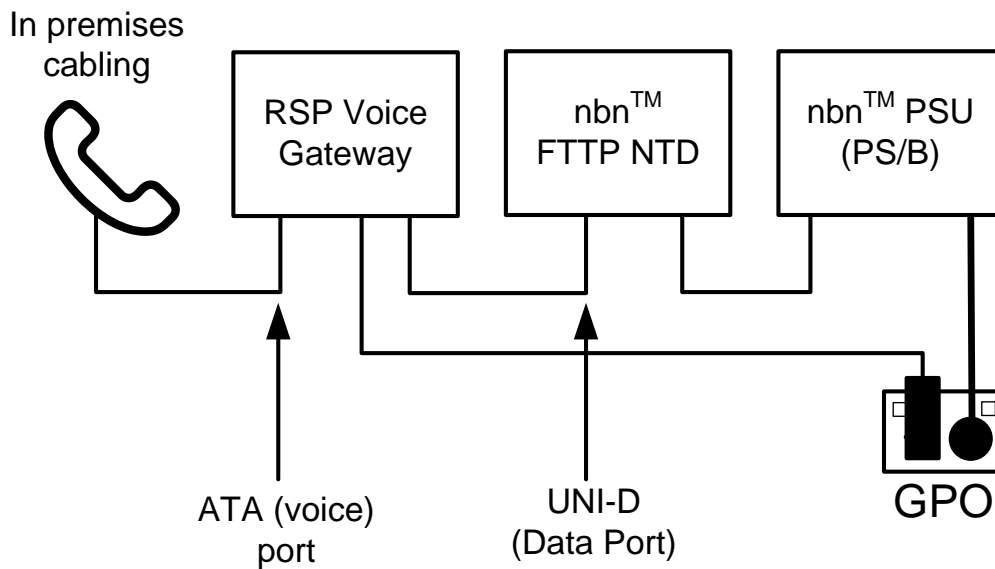 In premises
cabling
RSP Voice
Gateway
nbn™
FTTP NTD
nbn™ PSU
(PS/B)
ATA (voice)
port
UNI-D
(Data Port)
GPO